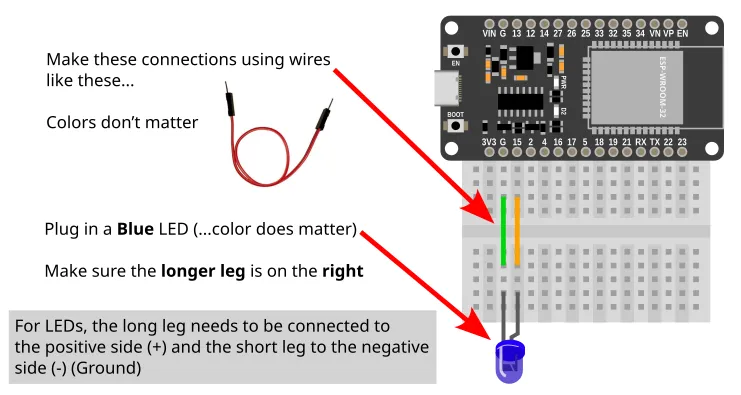 VIN G 13 12 14 27 26 25 33 32 35 34 VN VP EN
Make these connections using wires
like these...
Colors don’t matter
EN
PWR
ESP-WROOM-32
D2
BOOT
3V3 G 15 2 4 16 17 5 18 19 21 RX TX 22 23
Plug in a Blue LED (...color does matter)
Make sure the longer leg is on the right
For LEDs, the long leg needs to be connected to
the positive side (+) and the short leg to the negative
side (-) (Ground)